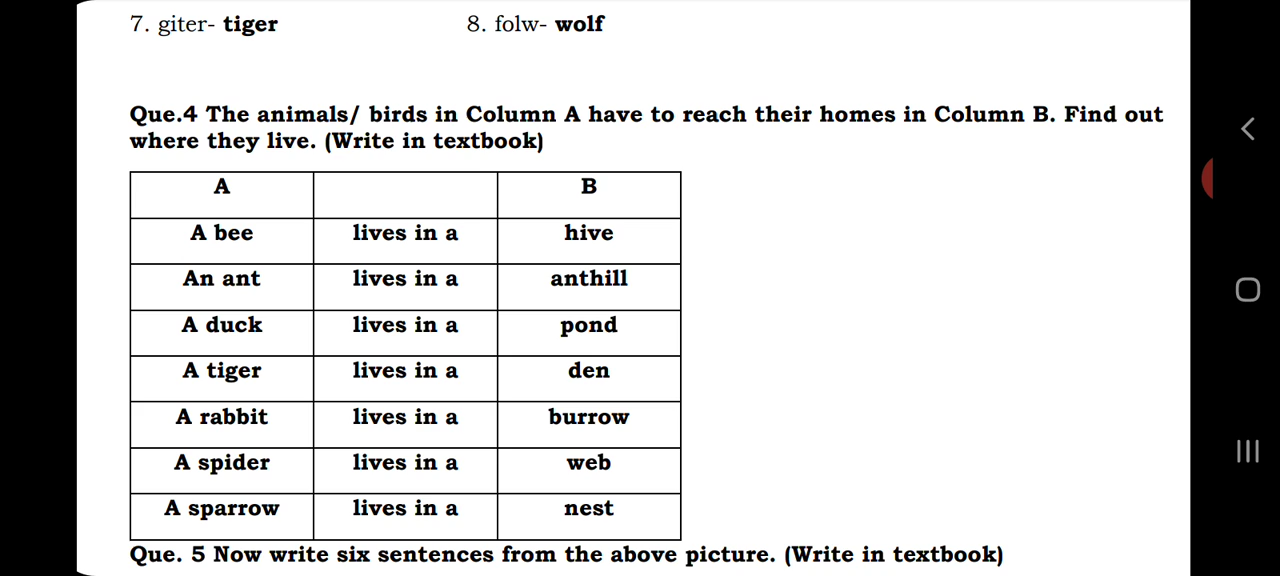 7. giter- tiger 8. folw- wolf
Que.4 The animals/ birds in Column A have to reach their homes in Column B. Find out
where they live. (Write in textbook)
A B
A bee lives in a hive
An ant lives in a anthill
A duck lives in a pond
A tiger lives in a den
A rabbit lives in a burrow
A spider lives in a web
A sparrow lives in a nest
Que. 5 Now write six sentences from the above picture. (Write in textbook)